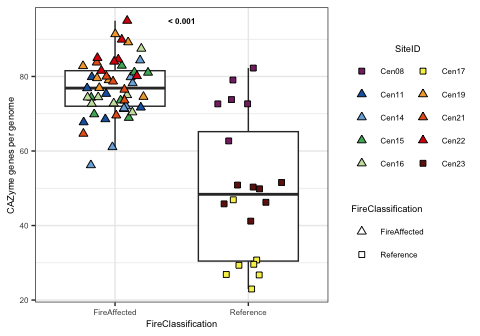 < 0.001
CAZyme genes per genome
80
60
40
20
FireAffected
Reference
FireClassification
SiteID
Cen08
Cen17
Cen11
Cen19
Cen14
Cen21
Cen15
Cen22
Cen16
Cen23
FireClassification
FireAffected
Reference